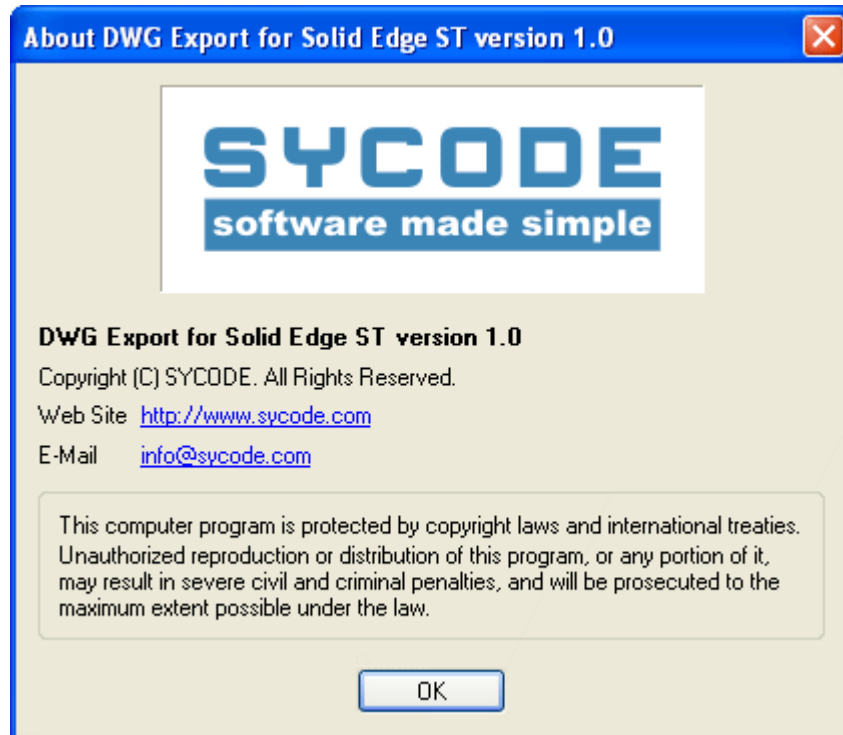 About DWG Export for Solid Edge ST version 1.0
SYCODE
software made simple
DWG Export for Solid Edge ST version 1.0
Copyright (C) SYCODE. All Rights Reserved.
Web Site http://www.sycode.com
E-Mail info@sycode.com
This computer program is protected by copyright laws and international treaties.
Unauthorized reproduction or distribution of this program, or any portion of it,
may result in severe civil and criminal penalties, and will be prosecuted to the
maximum extent possible under the law.
OK